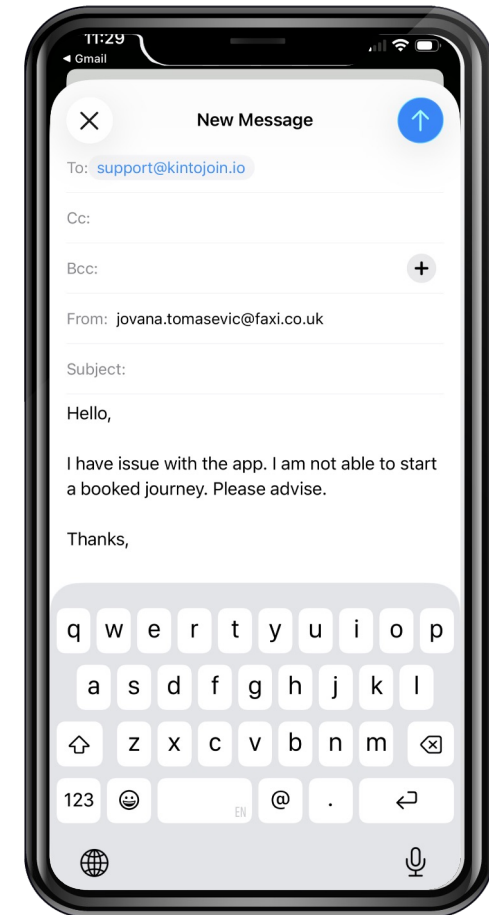 11:29
◀ Gmail
New Message
To: support@kintojoin.io
Cc:
Bcc:
From: jovana.tomasevic@faxi.co.uk
Subject:
Hello,
I have issue with the app. I am not able to start
a booked journey. Please advise.
Thanks,
q w e r t y u i o p
a s d f g h j k l
z x c v b n m
123 EN @ .